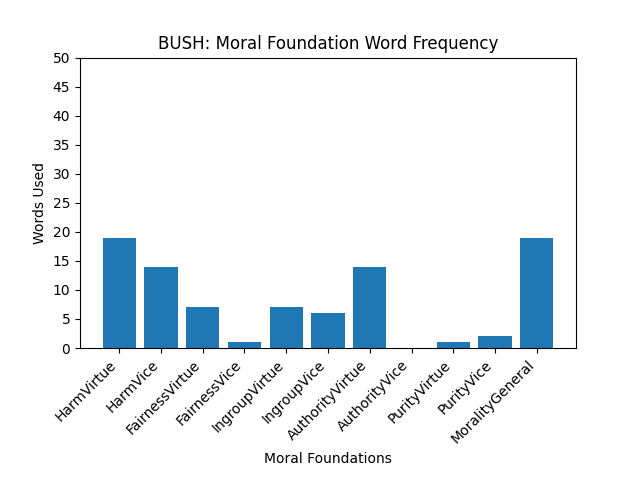 BUSH: Moral Foundation Word Frequency
50
45
40
35
30
25
20
15
10
5
0
Words Used
HarmVirtue
HarmVice
FairnessVirtue
FairnessVice
IngroupVirtue
IngroupVice
AuthorityVirtue
AuthorityVice
PurityVirtue
PurityVice
MoralityGeneral
Moral Foundations